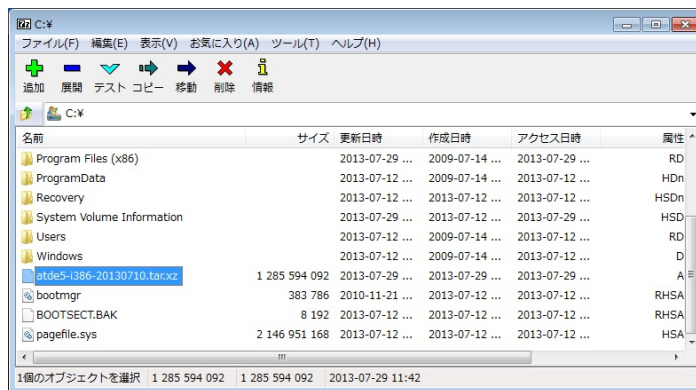 C:¥
ファイル(F) 編集(E) 表示(V) お気に入り(A) ツール(T) ヘルプ(H)
追加 展開 テスト コピー 移動 削除 情報
C:¥
名前 サイズ 更新日時 作成日時 アクセス日時 属性
Program Files (x86) 2013-07-29 ... 2009-07-14 ... 2013-07-29 ... RD
ProgramData 2013-07-12 ... 2009-07-14 ... 2013-07-12 ... HDn
Recovery 2013-07-12 ... 2013-07-12 ... 2013-07-12 ... HSDn
System Volume Information 2013-07-29 ... 2013-07-12 ... 2013-07-29 ... HSD
Users 2013-07-12 ... 2009-07-14 ... 2013-07-12 ... RD
Windows 2013-07-12 ... 2009-07-14 ... 2013-07-12 ... D
atde5-i386-20130710.tar.xz 1 285 594 092 2013-07-29 ... 2013-07-29 ... 2013-07-29 ... A
bootmgr 383 786 2010-11-21 ... 2013-07-12 ... 2013-07-12 ... RHSA
BOOTSECT.BAK 8 192 2013-07-12 ... 2013-07-12 ... 2013-07-12 ... RHSA
pagefile.sys 2 146 951 168 2013-07-12 ... 2013-07-12 ... 2013-07-12 ... HSA
1個のオブジェクトを選択 1 285 594 092 1 285 594 092 2013-07-29 11:42